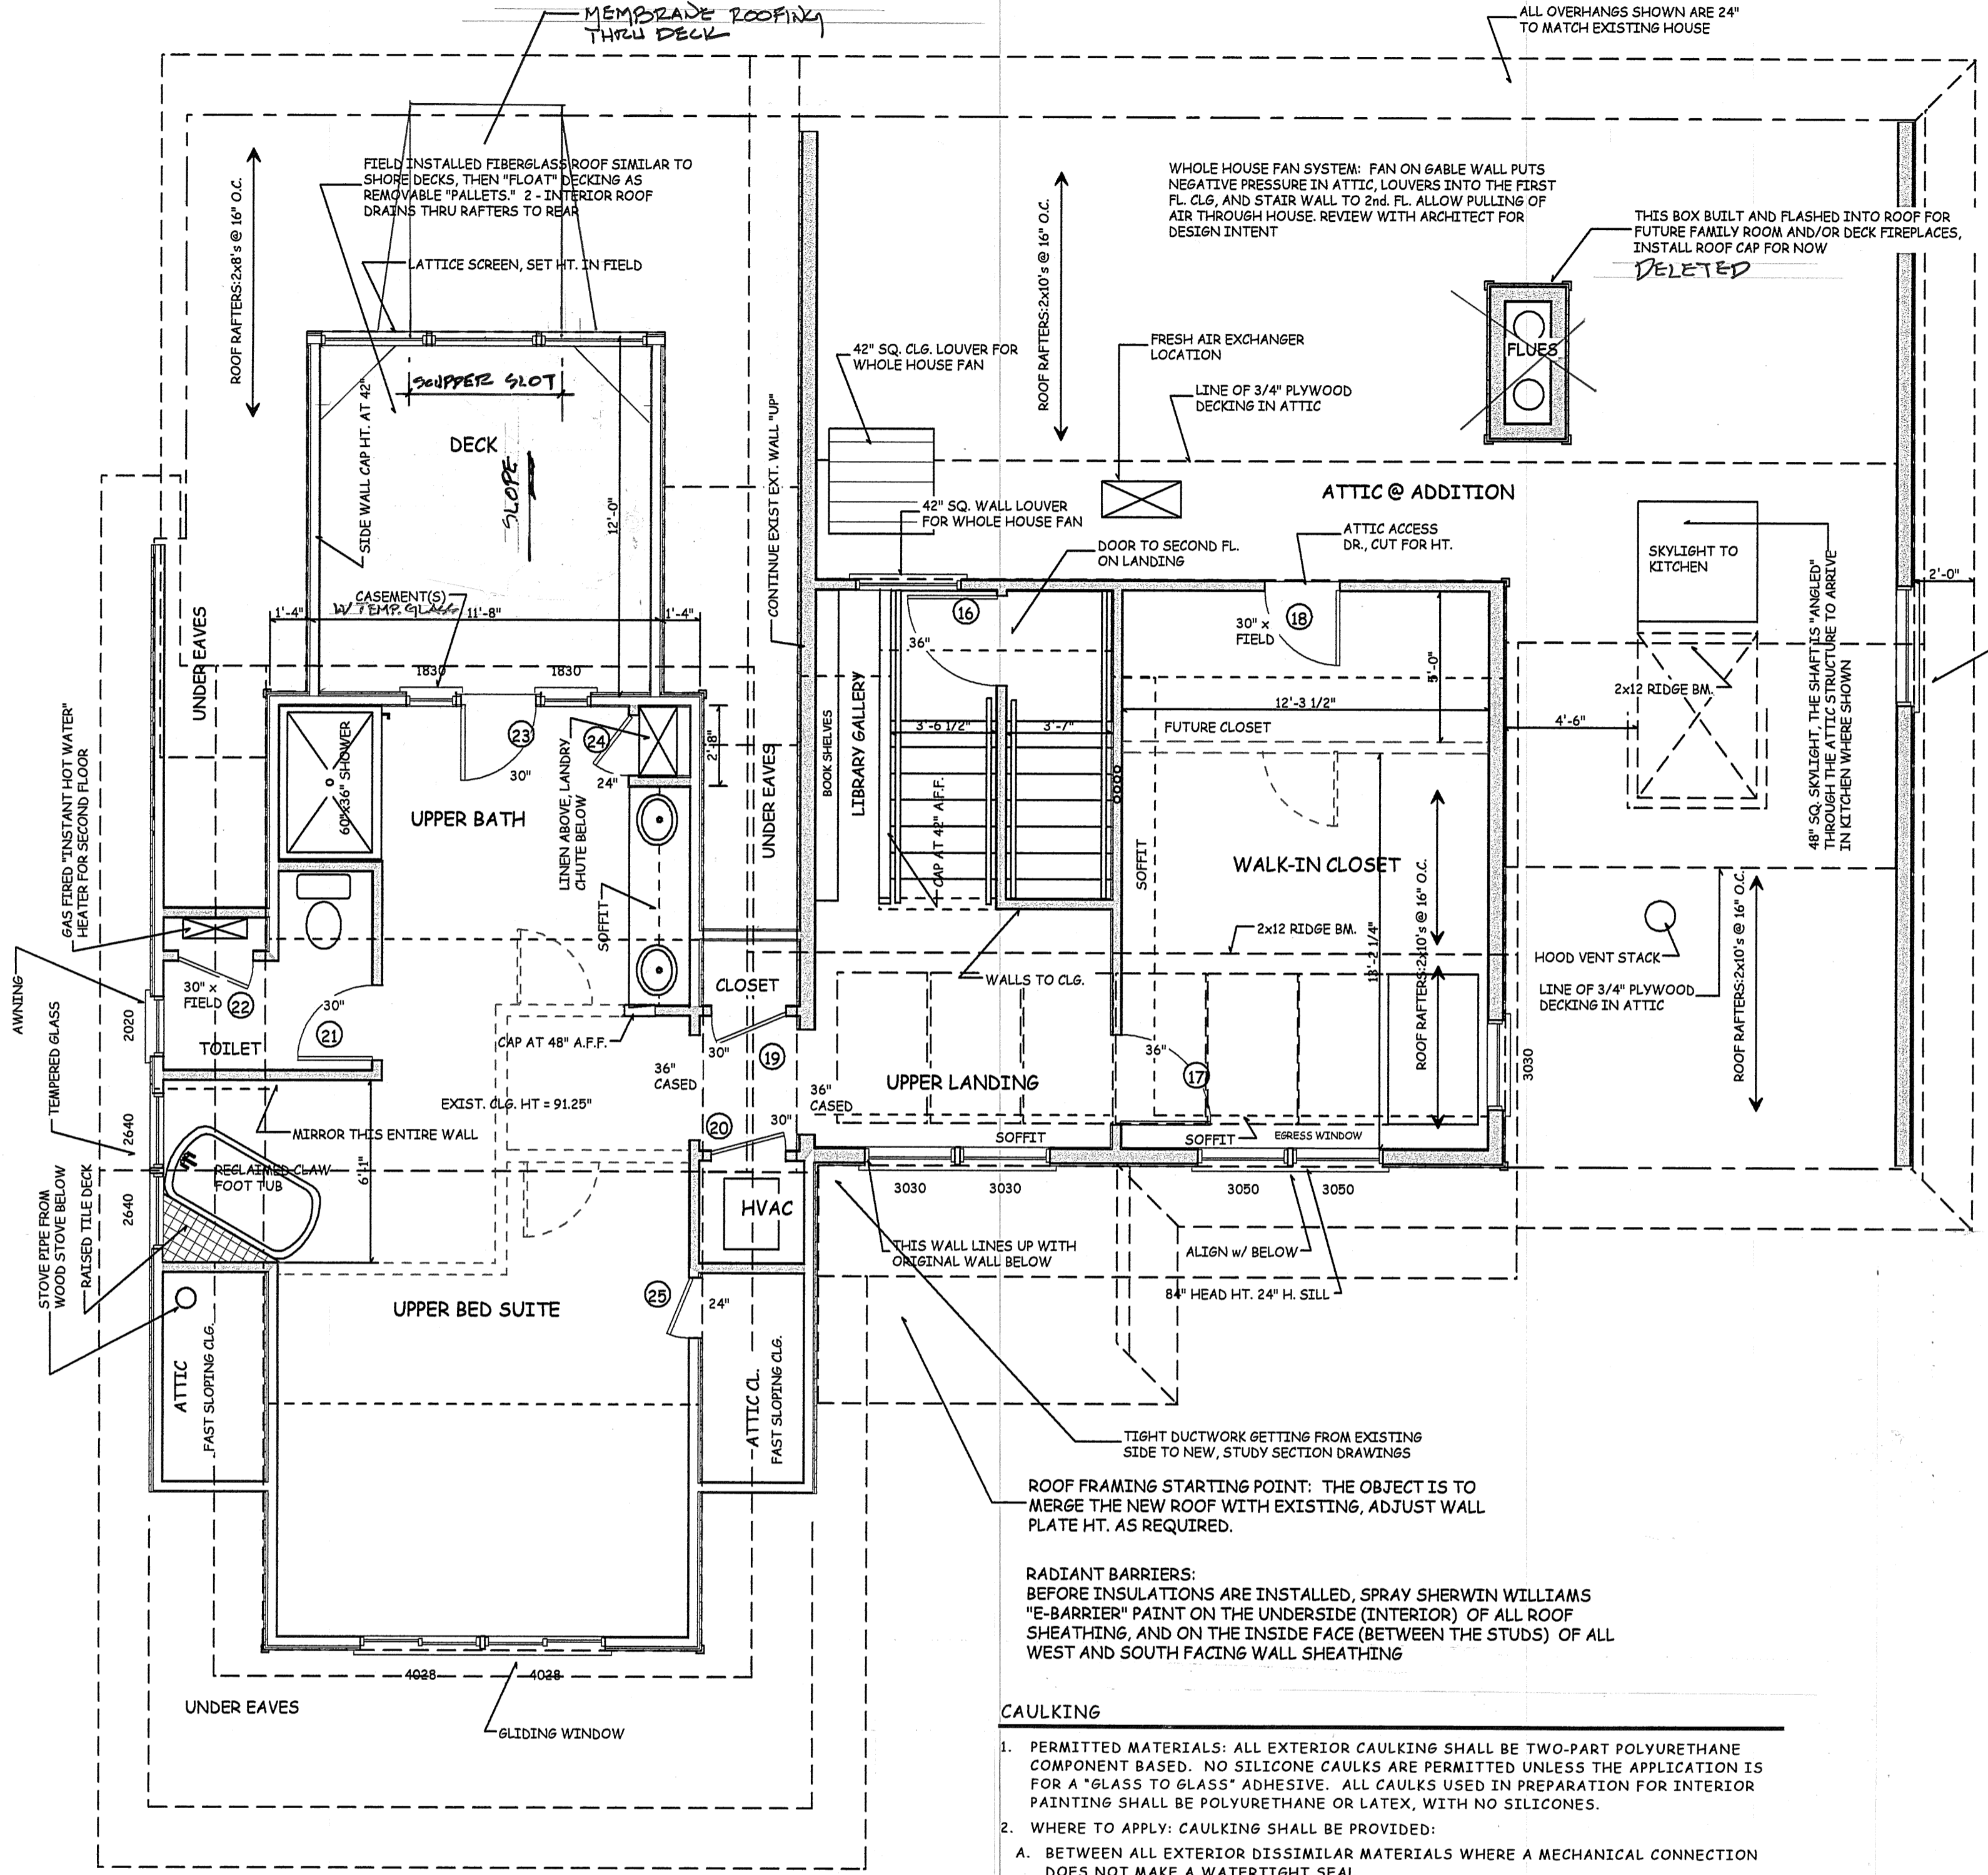 MEMBRANE ROOFING
THRU DECK
ALL OVERHANGS SHOWN ARE 24"
TO MATCH EXISTING HOUSE
FIELD INSTALLED FIBERGLASS ROOF SIMILAR TO
SHORE DECKS, THEN "FLOAT" DECKING AS
REMOVABLE "PALLETS." 2 - INTERIOR ROOF
DRAINS THRU RAFTERS TO REAR
ROOF RAFTERS:2x8's @ 16" O.C.
LATTICE SCREEN, SET HT. IN FIELD
ROOF RAFTERS:2x10's @ 16" O.C.
WHOLE HOUSE FAN SYSTEM: FAN ON GABLE WALL PUTS
NEGATIVE PRESSURE IN ATTIC, LOUVERS INTO THE FIRST
FL. CLG, AND STAIR WALL TO 2nd. FL. ALLOW PULLING OF
AIR THROUGH HOUSE. REVIEW WITH ARCHITECT FOR
DESIGN INTENT
THIS BOX BUILT AND FLASHED INTO ROOF FOR
FUTURE FAMILY ROOM AND/OR DECK FIREPLACES,
INSTALL ROOF CAP FOR NOW
DELETED
FLUES
42" SQ. CLG. LOUVER FOR
WHOLE HOUSE FAN
FRESH AIR EXCHANGER
LOCATION
LINE OF 3/4" PLYWOOD
DECKING IN ATTIC
SCUPPER SLOT
DECK
SLOPE
SIDE WALL CAP HT. AT 42"
12'-0"
CONTINUE EXIST EXT. WALL "UP"
42" SQ. WALL LOUVER
FOR WHOLE HOUSE FAN
ATTIC @ ADDITION
ATTIC ACCESS
DR., CUT FOR HT.
DOOR TO SECOND FL.
ON LANDING
SKYLIGHT TO
KITCHEN
2'-0"
48" SQ. SKYLIGHT, THE SHAFT IS "ANGLED"
THROUGH THE ATTIC STRUCTURE TO ARRIVE
IN KITCHEN WHERE SHOWN
CASEMENT(S)
W/ TEMP. GLASS
1'-4"
11'-8"
1'-4"
UNDER EAVES
1830
1830
16
36"
18
30" x
FIELD
5'-0"
2x12 RIDGE BM.
12'-3 1/2"
FUTURE CLOSET
4'-6"
GAS FIRED "INSTANT HOT WATER"
HEATER FOR SECOND FLOOR
60"x36" SHOWER
23
30"
24
24"
2'-8"
LINEN ABOVE, LANDRY
CHUTE BELOW
UPPER BATH
UNDER EAVES
BOOK SHELVES
LIBRARY GALLERY
3'-6 1/2"
3'-7"
CAP AT 42" A.F.F.
SOFFIT
WALK-IN CLOSET
13'-2 1/4"
ROOF RAFTERS:2x10's @ 16" O.C.
SOFFIT
2x12 RIDGE BM.
WALLS TO CLG.
HOOD VENT STACK
LINE OF 3/4" PLYWOOD
DECKING IN ATTIC
ROOF RAFTERS:2x10's @ 16" O.C.
AWNING
30" x
FIELD
22
30"
21
TOILET
2020
CLOSET
CAP AT 48" A.F.F.
30"
19
36"
CASED
36"
CASED
UPPER LANDING
36"
17
3030
TEMPERED GLASS
EXIST. CLG. HT = 91.25"
20
30"
MIRROR THIS ENTIRE WALL
2640
2640
RECLAIMED CLAW
FOOT TUB
6'-1"
SOFFIT
SOFFIT
EGRESS WINDOW
HVAC
3030
3030
3050
3050
STOVE PIPE FROM
WOOD STOVE BELOW
RAISED TILE DECK
THIS WALL LINES UP WITH
ORIGINAL WALL BELOW
ALIGN w/ BELOW
84" HEAD HT. 24" H. SILL
UPPER BED SUITE
25
24"
ATTIC
FAST SLOPING CLG.
ATTIC CL.
FAST SLOPING CLG.
TIGHT DUCTWORK GETTING FROM EXISTING
SIDE TO NEW, STUDY SECTION DRAWINGS
ROOF FRAMING STARTING POINT: THE OBJECT IS TO
MERGE THE NEW ROOF WITH EXISTING, ADJUST WALL
PLATE HT. AS REQUIRED.
RADIANT BARRIERS:
BEFORE INSULATIONS ARE INSTALLED, SPRAY SHERWIN WILLIAMS
"E-BARRIER" PAINT ON THE UNDERSIDE (INTERIOR) OF ALL ROOF
SHEATHING, AND ON THE INSIDE FACE (BETWEEN THE STUDS) OF ALL
WEST AND SOUTH FACING WALL SHEATHING
4028
4028
UNDER EAVES
GLIDING WINDOW
CAULKING
1. PERMITTED MATERIALS: ALL EXTERIOR CAULKING SHALL BE TWO-PART POLYURETHANE
COMPONENT BASED. NO SILICONE CAULKS ARE PERMITTED UNLESS THE APPLICATION IS
FOR A "GLASS TO GLASS" ADHESIVE. ALL CAULKS USED IN PREPARATION FOR INTERIOR
PAINTING SHALL BE POLYURETHANE OR LATEX, WITH NO SILICONES.
2. WHERE TO APPLY: CAULKING SHALL BE PROVIDED:
A. BETWEEN ALL EXTERIOR DISSIMILAR MATERIALS WHERE A MECHANICAL CONNECTION
DOES NOT MAKE A WATERTIGHT SEAL